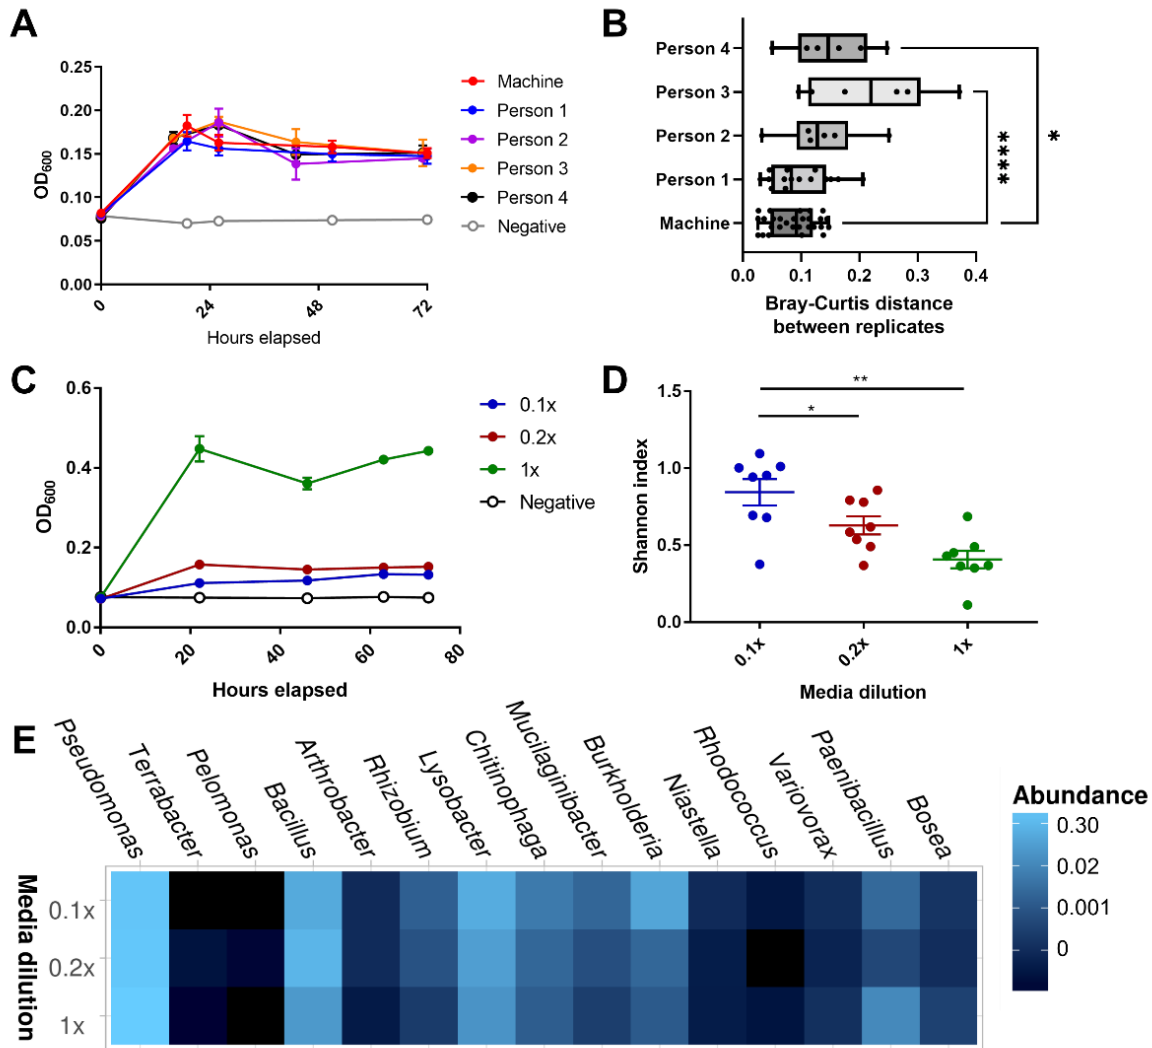 A
0.25
0.20
0.15
0.10
0.05
0.00
OD600
0
24
48
72
Hours elapsed
Machine
Person 1
Person 2
Person 3
Person 4
Negative
B
Person 4
Person 3
Person 2
Person 1
Machine
0.0
0.1
0.2
0.3
0.4
Bray-Curtis distance
between replicates
****
*
C
0.6
0.4
0.2
0.0
OD600
0
20
40
60
80
Hours elapsed
0.1x
0.2x
1x
Negative
D
1.5
1.0
0.5
0.0
Shannon index
**
*
0.1x
0.2x
1x
Media dilution
E
Pseudomonas
Terrabacter
Pelomonas
Bacillus
Arthrobacter
Rhizobium
Lysobacter
Chitinophaga
Mucilaginibacter
Burkholderia
Niastella
Rhodococcus
Variovorax
Paenibacillus
Bosea
Media dilution
0.1x
0.2x
1x
Abundance
0.30
0.02
0.001
0